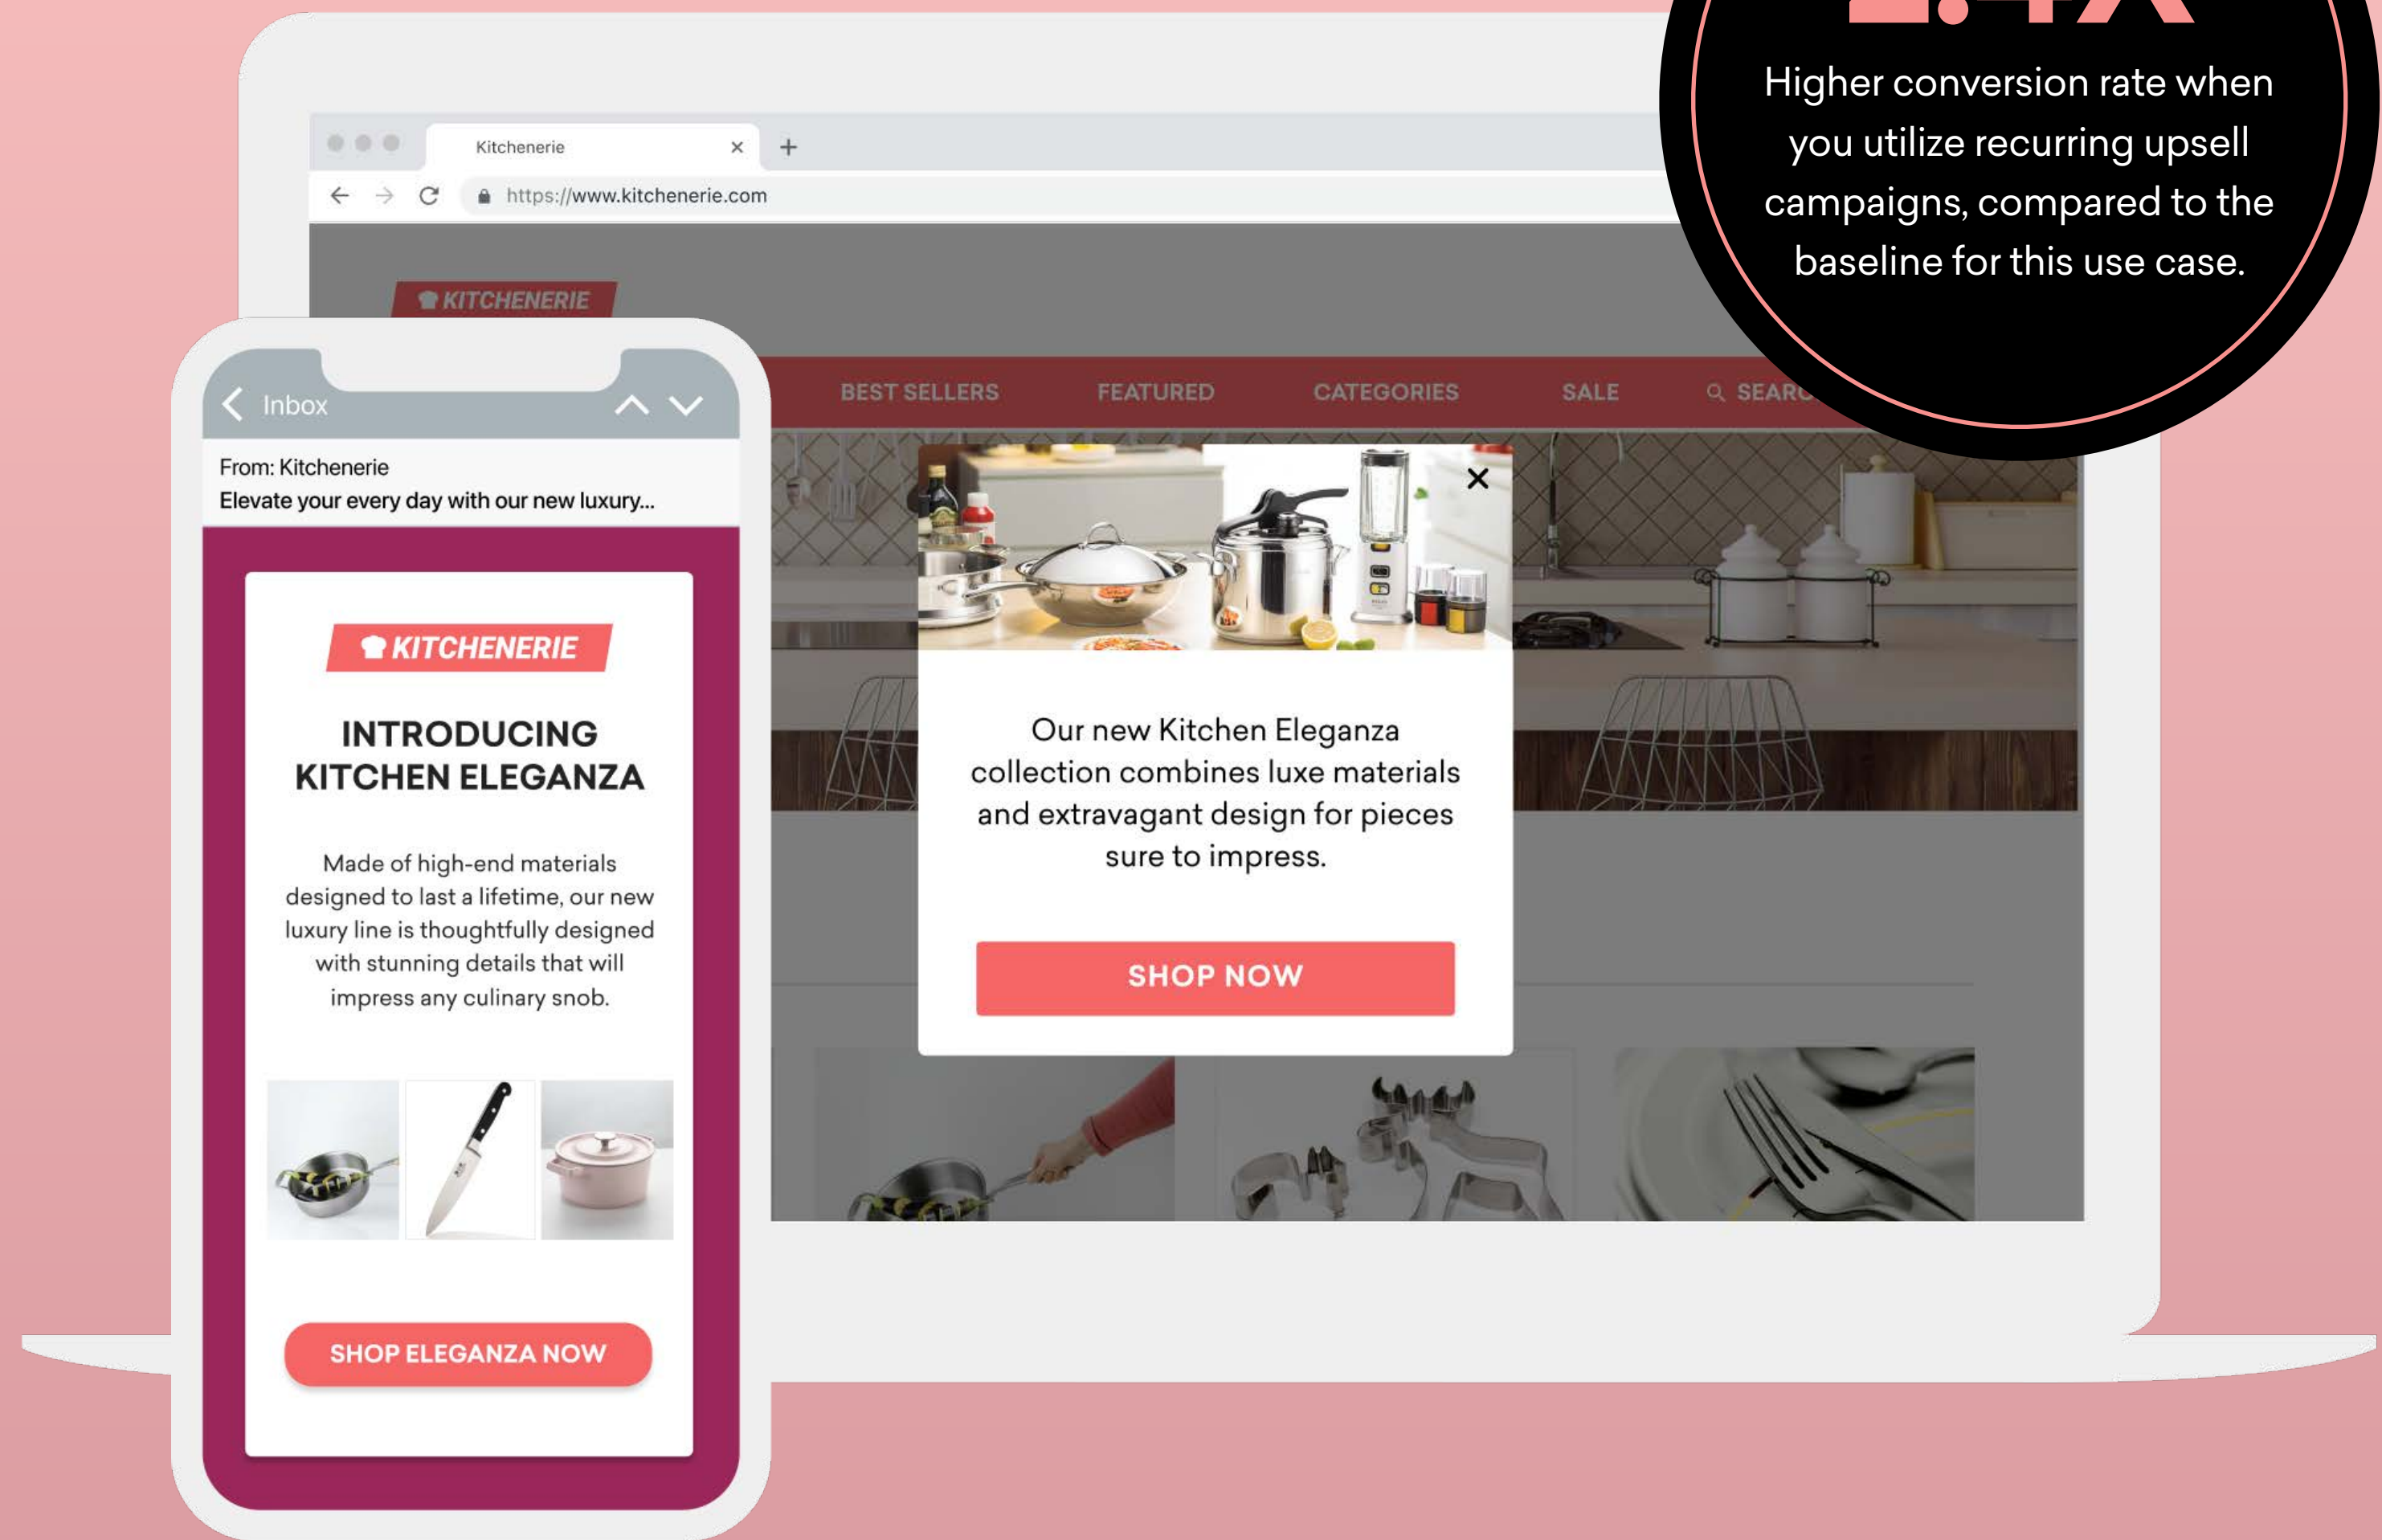 Higher conversion rate when
you utilize recurring upsell
campaigns, compared to the
baseline for this use case.
Kitchenerie
https://www.kitchenerie.com
KITCHENERIE
BEST SELLERS
FEATURED
CATEGORIES
SALE
Our new Kitchen Eleganza
collection combines luxe materials
and extravagant design for pieces
sure to impress.
SHOP NOW
Inbox
From: Kitchenerie
Elevate your every day with our new luxury...
KITCHENERIE
INTRODUCING
KITCHEN ELEGANZA
Made of high-end materials
designed to last a lifetime, our new
luxury line is thoughtfully designed
with stunning details that will
impress any culinary snob.
SHOP ELEGANZA NOW